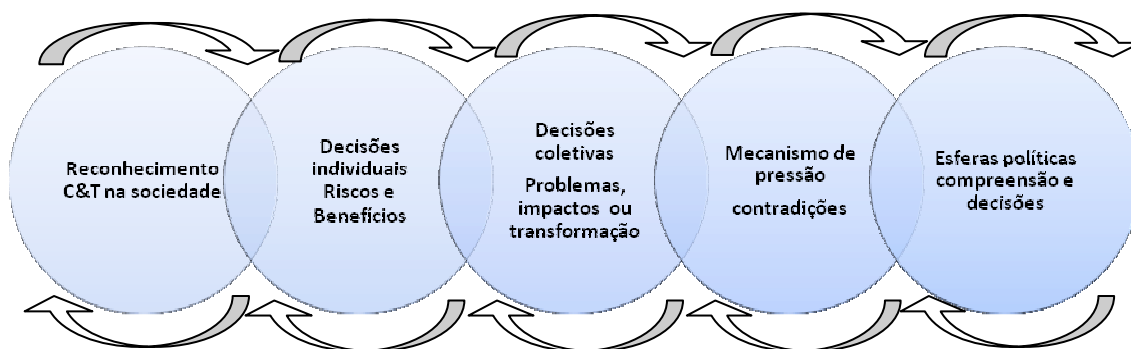 Reconhecimento
C&T na sociedade
Decisões
individuais
Riscos e
Benefícios
Decisões
coletivas
Problemas,
impactos ou
transformação
Mecanismo de
pressão
contradições
Esferas políticas
compreensão e
decisões